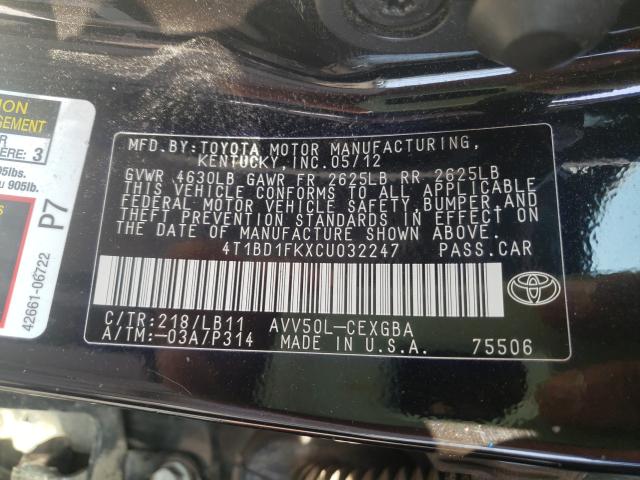 ION
GEMENT
ERE: 3
95lbs.
u 905lb.
P7
42661-06722
MFD.BY:TOYOTA MOTOR MANUFACTURING,
KENTUCKY,INC.05/12
GVWR 4630LB GAWR FR 2625LB RR 2625LB
THIS VEHICLE CONFORMS TO ALL APPLICABLE
FEDERAL MOTOR VEHICLE SAFETY,BUMPER,AND
THEFT PREVENTION STANDARDS IN EFFECT ON
THE DATE OF MANUFACTURE SHOWN ABOVE.
4T1BD1FKXCU032247 PASS.CAR
C/TR:218/LB11 AVV50L-CEXGBA
A/TM:-03A/P314 MADE IN U.S.A. 75506